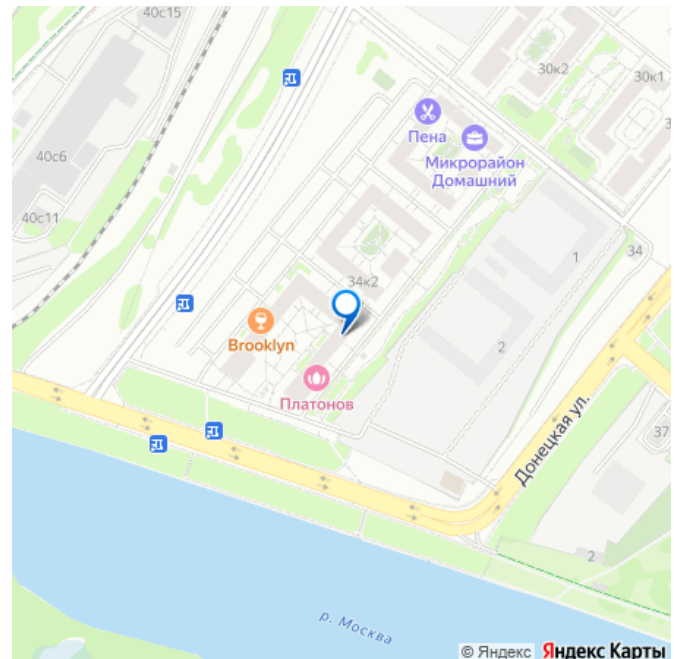 40с15
30к2
30к1
3
Пена
Микрорайон
Домашний
40с6
40с11
34
1
34к2
2
Brooklyn
Платонов
Донецкая ул.
37
2
р. Москва
© Яндекс Яндекс Карты